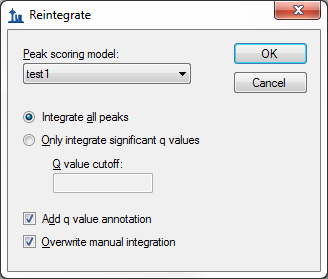 Reintegrate
Peak scoring model:
test1
OK
Cancel
Integrate all peaks
Only integrate significant q values
Q value cutoff:
Add q value annotation
Overwrite manual integration